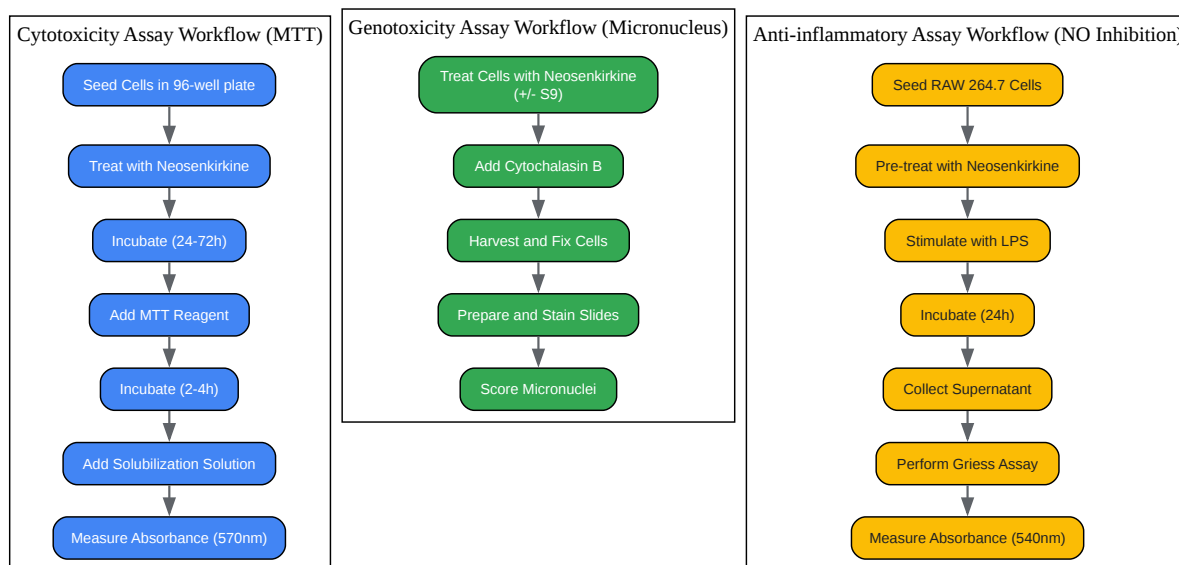 Cytotoxicity Assay Workflow (MTT)
Seed Cells in 96-well plate
Treat with Neosenkirkine
Incubate (24-72h)
Add MTT Reagent
Incubate (2-4h)
Add Solubilization Solution
Measure Absorbance (570nm)
Genotoxicity Assay Workflow (Micronucleus)
Treat Cells with Neosenkirkine
(+/- S9)
Add Cytochalasin B
Harvest and Fix Cells
Prepare and Stain Slides
Score Micronuclei
Anti-inflammatory Assay Workflow (NO Inhibition)
Seed RAW 264.7 Cells
Pre-treat with Neosenkirkine
Stimulate with LPS
Incubate (24h)
Collect Supernatant
Perform Griess Assay
Measure Absorbance (540nm)